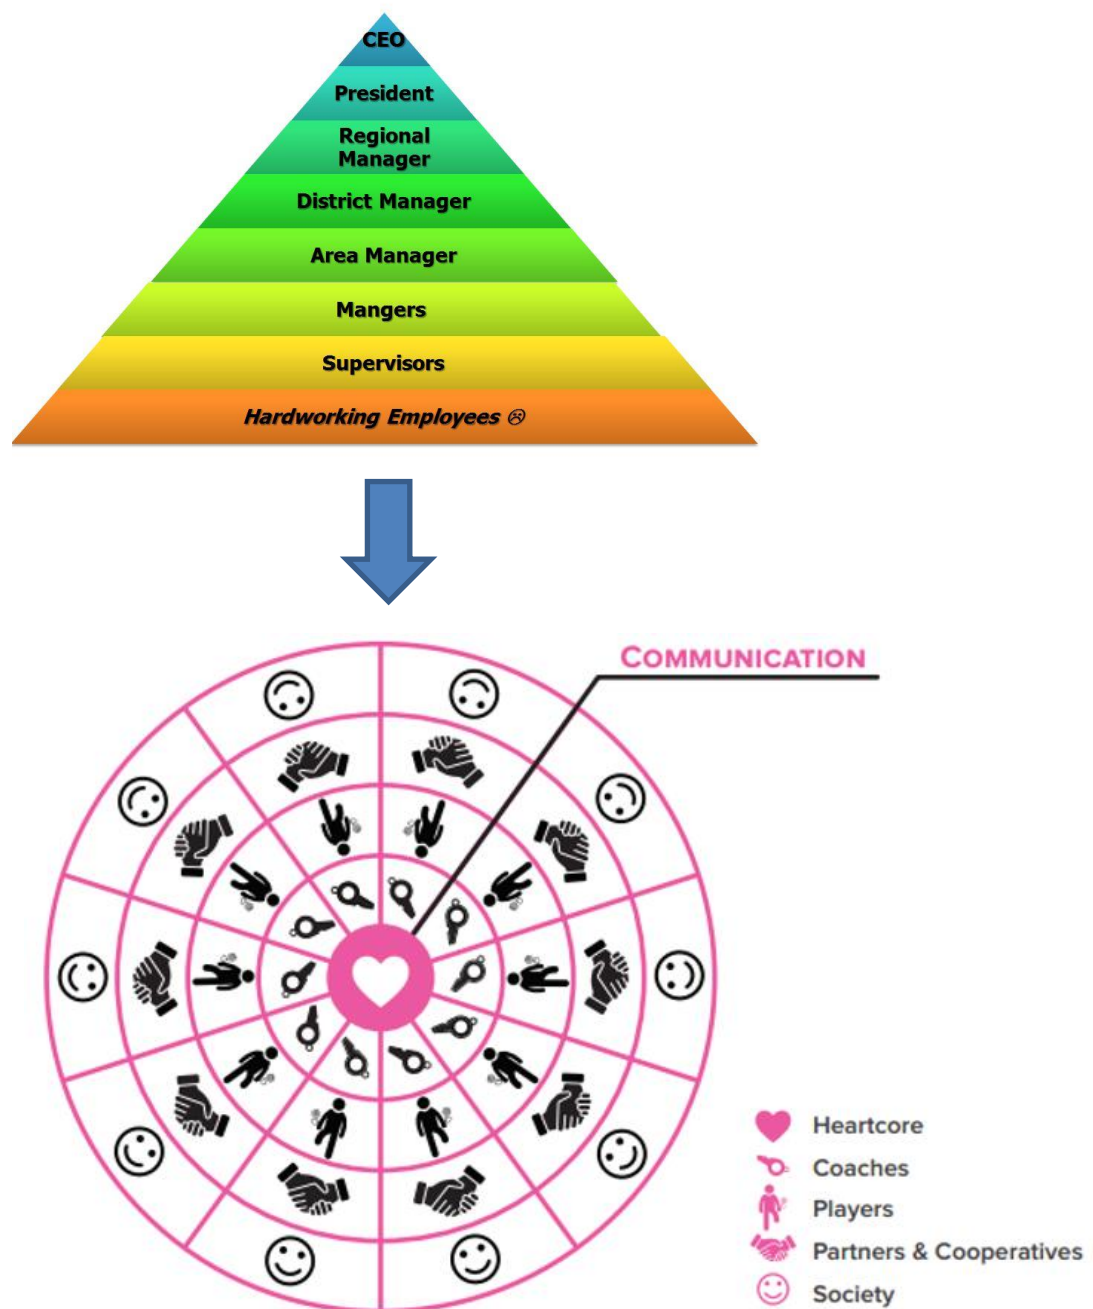 CEO
President
Regional
Manager
District Manager
Area Manager
Mangers
Supervisors
Hardworking Employees ☹
COMMUNICATION
Heartcore
Coaches
Players
Partners & Cooperatives
Society